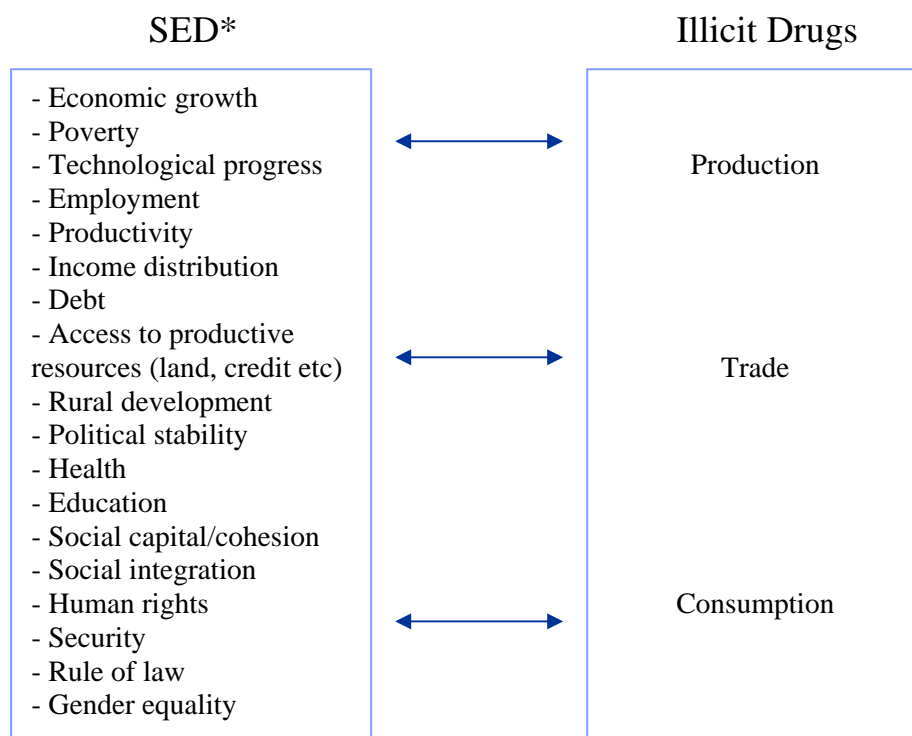 SED*
Illicit Drugs
- Economic growth
- Poverty
- Technological progress
- Employment
- Productivity
- Income distribution
- Debt
- Access to productive
resources (land, credit etc)
- Rural development
- Political stability
- Health
- Education
- Social capital/cohesion
- Social integration
- Human rights
- Security
- Rule of law
- Gender equality
Production
Trade
Consumption